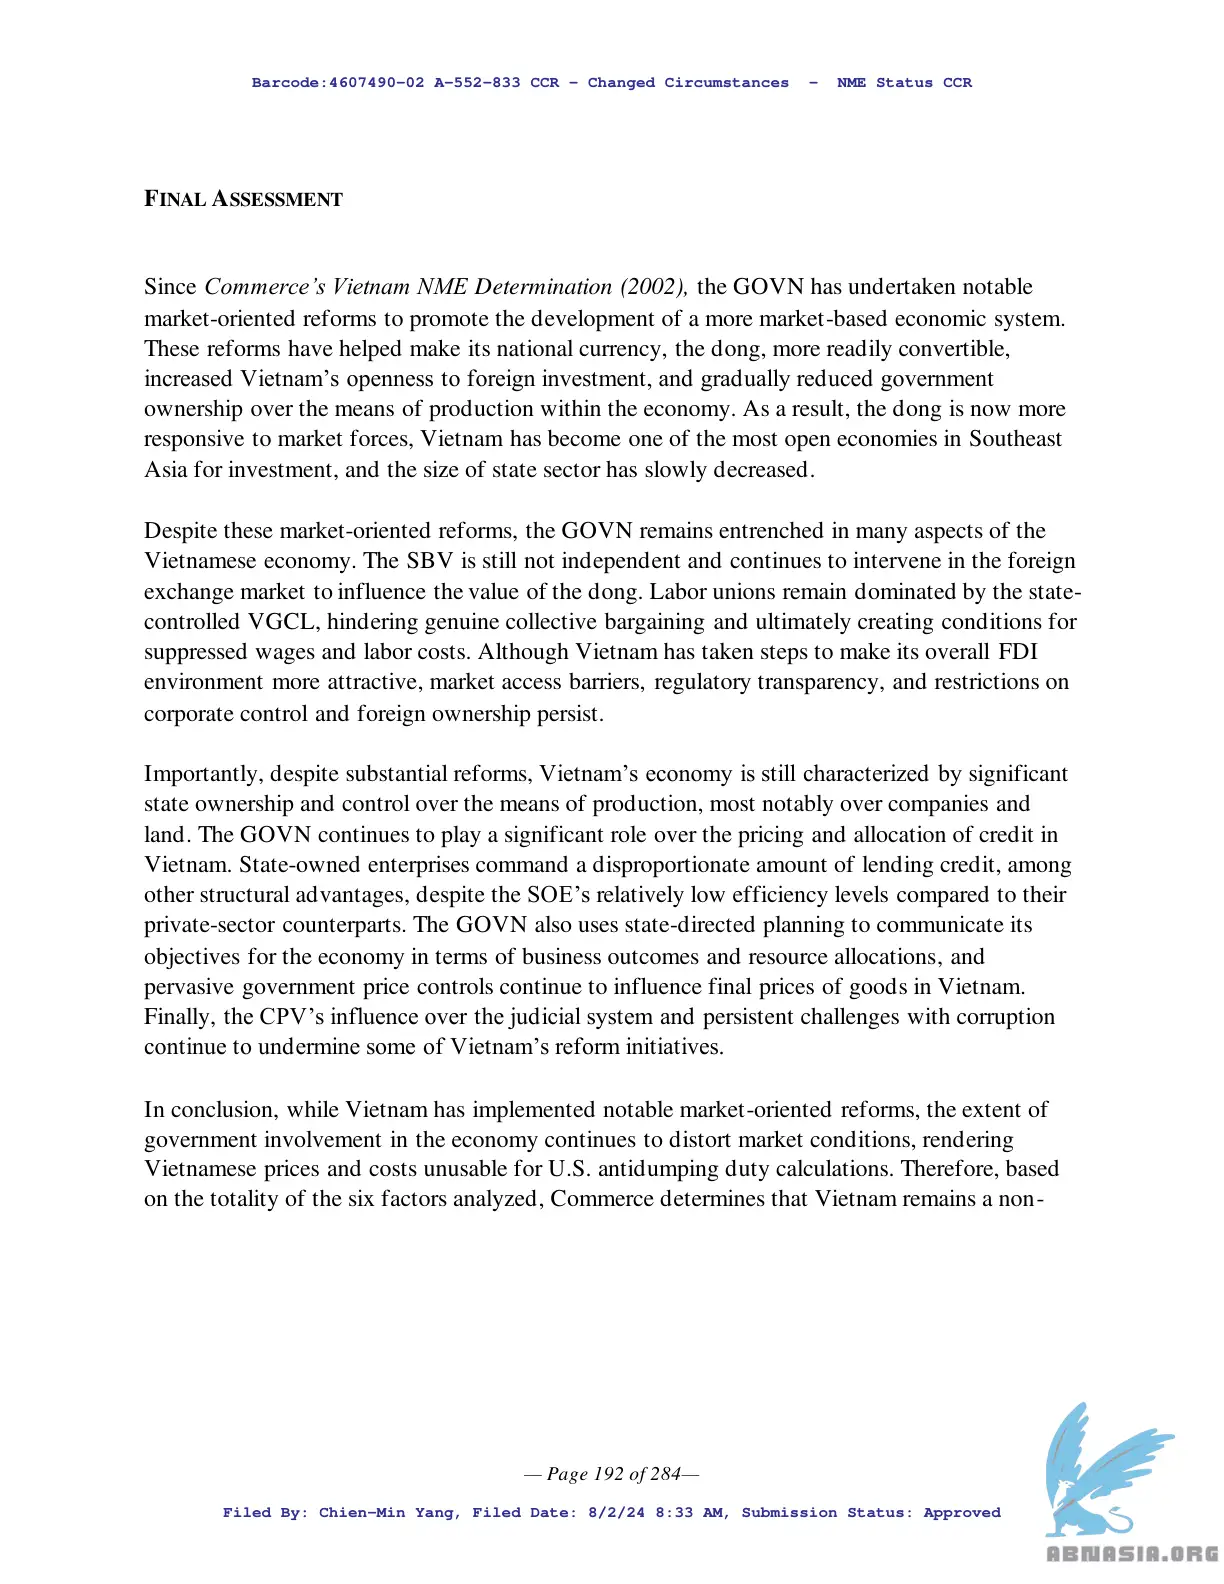 Barcode:4607490-02 A-552-833 CCR - Changed Circumstances - NME Status CCR
FINAL ASSESSMENT
Since Commerce's Vietnam NME Determination (2002), the GOVN has undertaken notable
market-oriented reforms to promote the development of a more market-based economic system.
These reforms have helped make its national currency, the dong, more readily convertible,
increased Vietnam's openness to foreign investment, and gradually reduced government
ownership over the means of production within the economy. As a result, the dong is now more
responsive to market forces, Vietnam has become one of the most open economies in Southeast
Asia for investment, and the size of state sector has slowly decreased.
Despite these market-oriented reforms, the GOVN remains entrenched in many aspects of the
Vietnamese economy. The SBV is still not independent and continues to intervene in the foreign
exchange market to influence the value of the dong. Labor unions remain dominated by the state-
controlled VGCL, hindering genuine collective bargaining and ultimately creating conditions for
suppressed wages and labor costs. Although Vietnam has taken steps to make its overall FDI
environment more attractive, market access barriers, regulatory transparency, and restrictions on
corporate control and foreign ownership persist.
Importantly, despite substantial reforms, Vietnam's economy is still characterized by significant
state ownership and control over the means of production, most notably over companies and
land. The GOVN continues to play a significant role over the pricing and allocation of credit in
Vietnam. State-owned enterprises command a disproportionate amount of lending credit, among
other structural advantages, despite the SOE's relatively low efficiency levels compared to their
private-sector counterparts. The GOVN also uses state-directed planning to communicate its
objectives for the economy in terms of business outcomes and resource allocations, and
pervasive government price controls continue to influence final prices of goods in Vietnam.
Finally, the CPV's influence over the judicial system and persistent challenges with corruption
continue to undermine some of Vietnam's reform initiatives.
In conclusion, while Vietnam has implemented notable market-oriented reforms, the extent of
government involvement in the economy continues to distort market conditions, rendering
Vietnamese prices and costs unusable for U.S. antidumping duty calculations. Therefore, based
on the totality of the six factors analyzed, Commerce determines that Vietnam remains a non-
— Page 192 of 284—
Filed By: Chien-Min Yang, Filed Date: 8/2/24 8:33 AM, Submission Status: Approved
ABNASIA.ORG